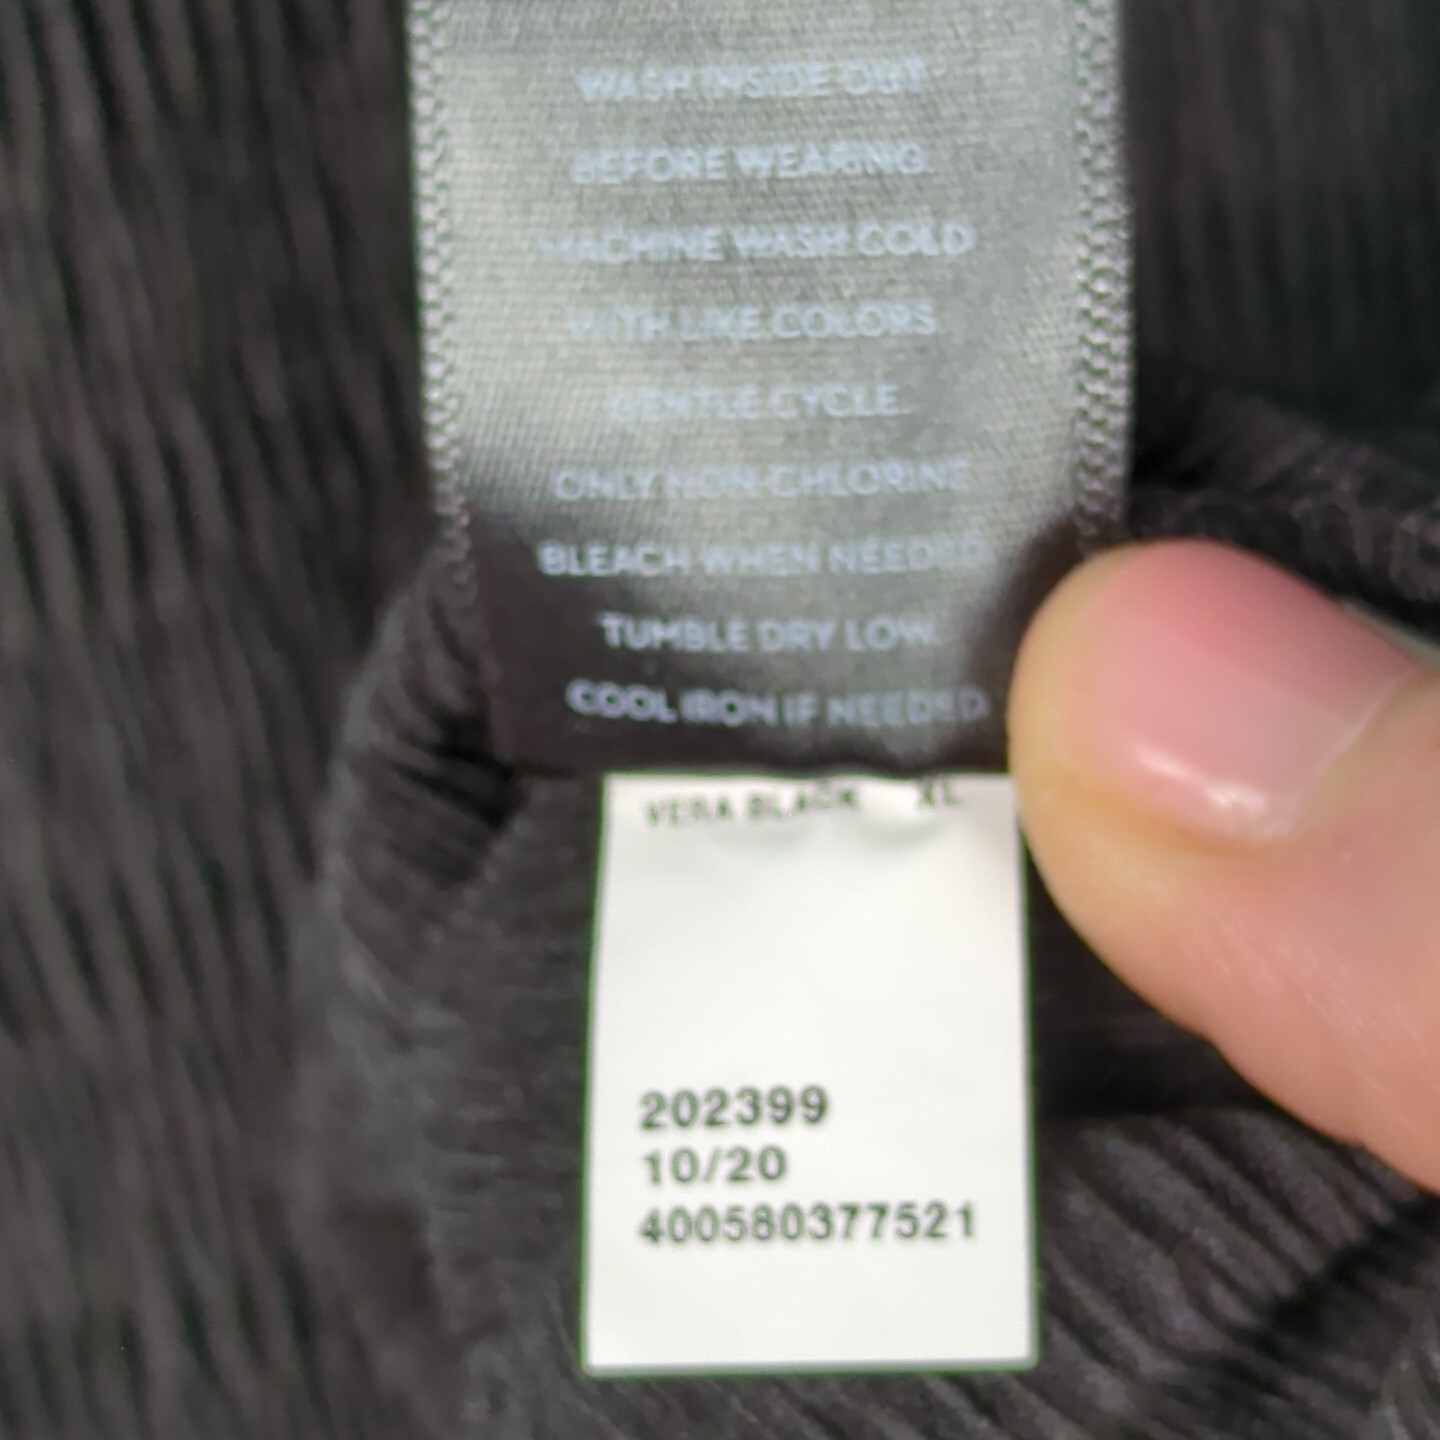 WASH INSIDE OUT
BEFORE WEARING.
MACHINE WASH COLD
WITH LIKE COLORS.
GENTLE CYCLE.
ONLY NON-CHLORINE
BLEACH WHEN NEEDED
TUMBLE DRY LOW.
COOL IRON IF NEEDED
VERA BLACK XL
202399
10/20
400580377521